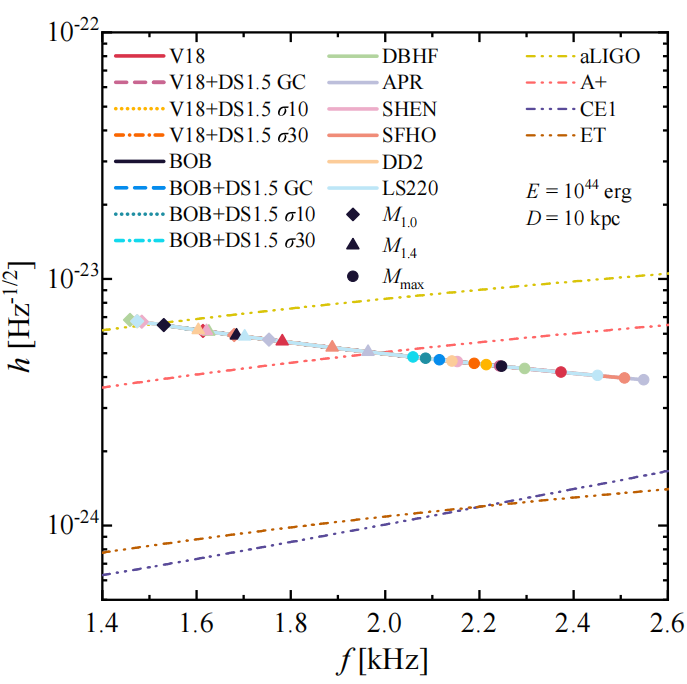 10⁻²²
V18 DBHF aLIGO
V18+DS1.5 GC APR A+
V18+DS1.5 σ10 SHEN CE1
V18+DS1.5 σ30 SFHO ET
BOB DD2
BOB+DS1.5 GC LS220 E = 10⁴⁴ erg
BOB+DS1.5 σ10 M₁.₀ D = 10 kpc
BOB+DS1.5 σ30 M₁.₄
Mmax
10⁻²³
h [Hz⁻¹/²]
10⁻²⁴
1.4 1.6 1.8 2.0 2.2 2.4 2.6
f [kHz]